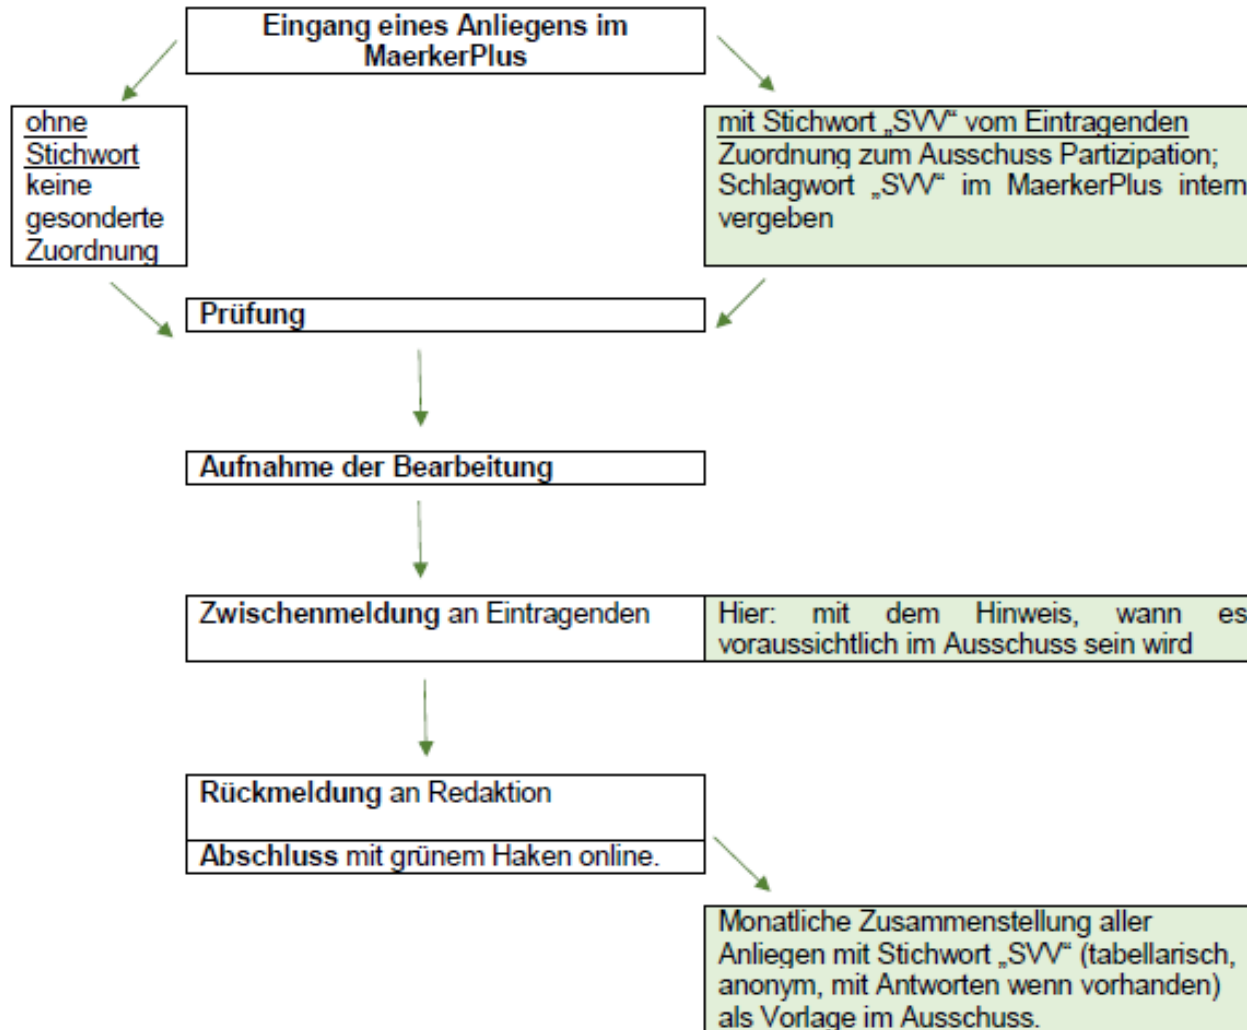 Eingang eines Anliegens im
MaerkerPlus
ohne
Stichwort
keine
gesonderte
Zuordnung
mit Stichwort „SVV“ vom Eintragenden
Zuordnung zum Ausschuss Partizipation;
Schlagwort „SVV“ im MaerkerPlus intern
vergeben
Prüfung
Aufnahme der Bearbeitung
Zwischenmeldung an Eintragenden
Hier: mit dem Hinweis, wann es
voraussichtlich im Ausschuss sein wird
Rückmeldung an Redaktion
Abschluss mit grünem Haken online.
Monatliche Zusammenstellung aller
Anliegen mit Stichwort „SVV“ (tabellarisch,
anonym, mit Antworten wenn vorhanden)
als Vorlage im Ausschuss.